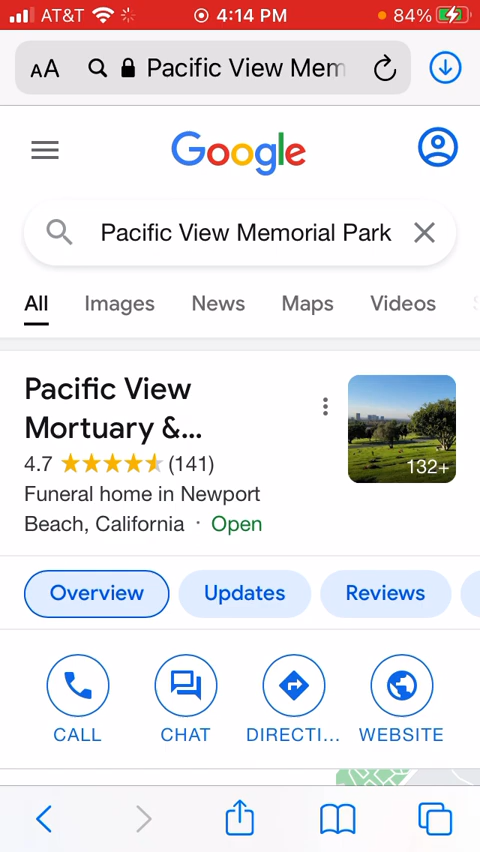 AT&T 4:14 PM 84%
AA Pacific View Mem
Google
Pacific View Memorial Park
All Images News Maps Videos
Pacific View
Mortuary &...
4.7 (141)
132+
Funeral home in Newport
Beach, California · Open
Overview Updates Reviews
CALL CHAT DIRECTI... WEBSITE